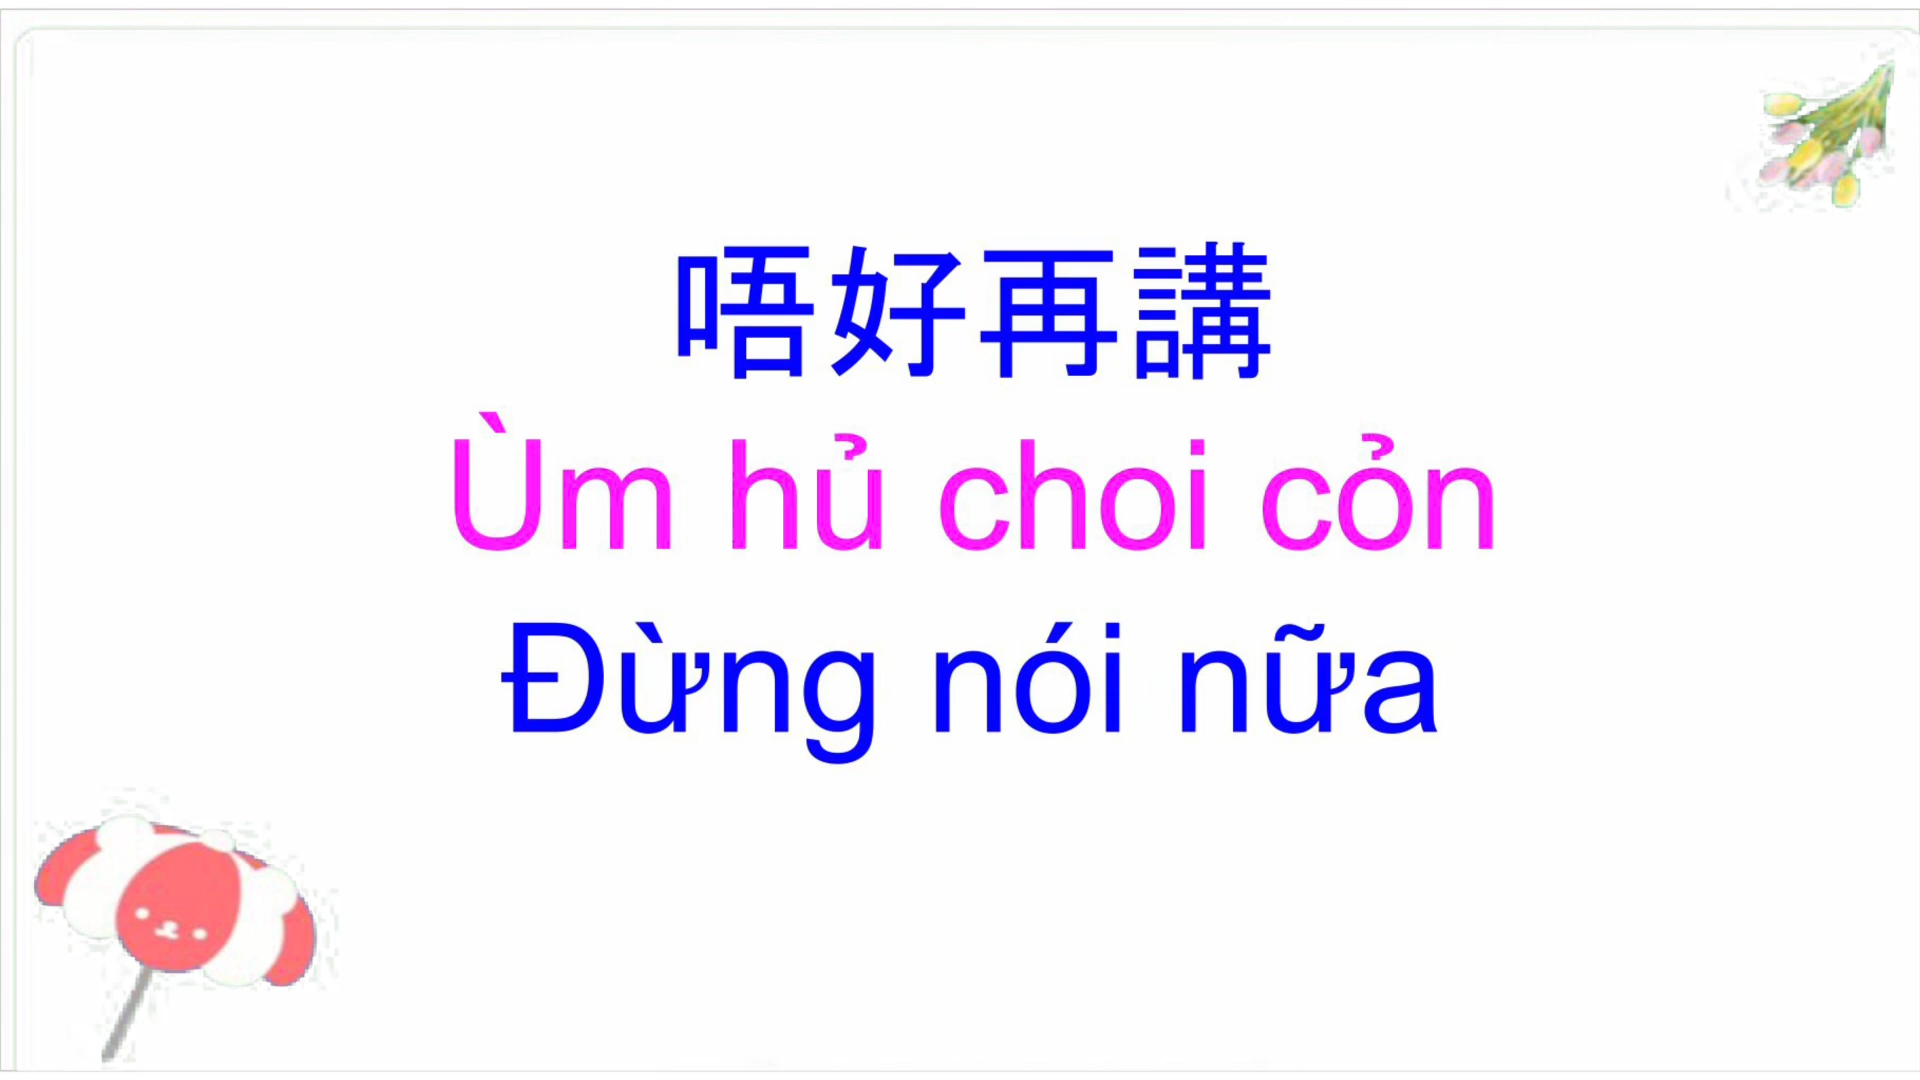 唔好再講
Ùm hủ choi cỏn
Đừng nói nữa